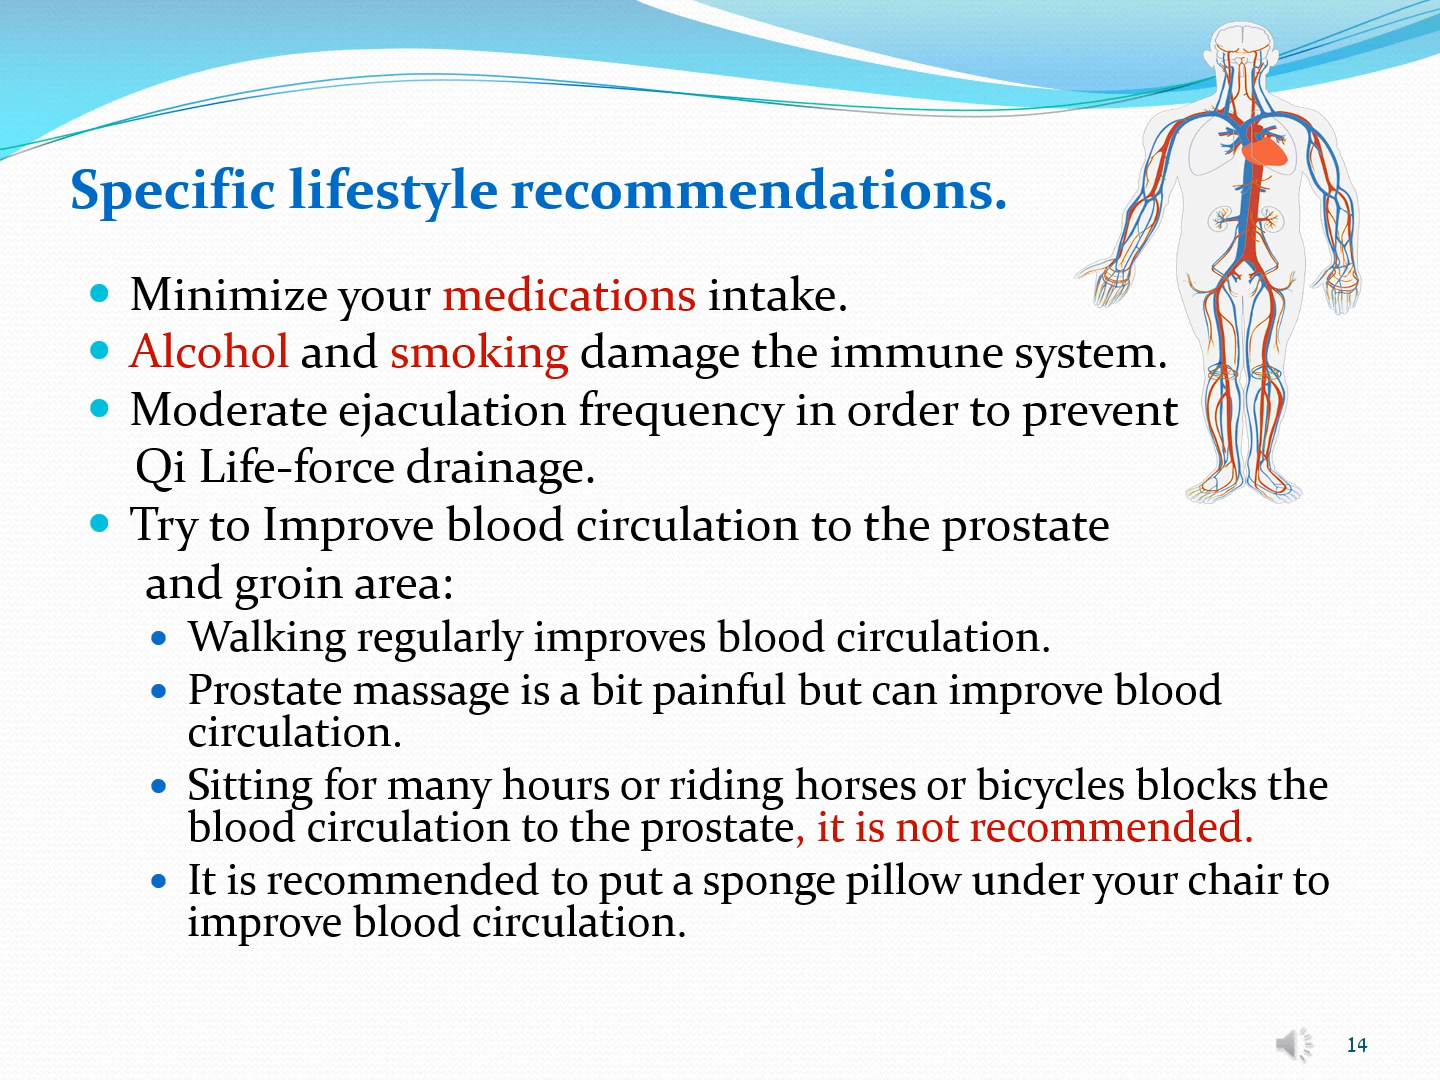 Specific lifestyle recommendations.
• Minimize your medications intake.
• Alcohol and smoking damage the immune system.
• Moderate ejaculation frequency in order to prevent
Qi Life-force drainage.
• Try to Improve blood circulation to the prostate
and groin area:
• Walking regularly improves blood circulation.
• Prostate massage is a bit painful but can improve blood
circulation.
• Sitting for many hours or riding horses or bicycles blocks the
blood circulation to the prostate, it is not recommended.
• It is recommended to put a sponge pillow under your chair to
improve blood circulation.
14